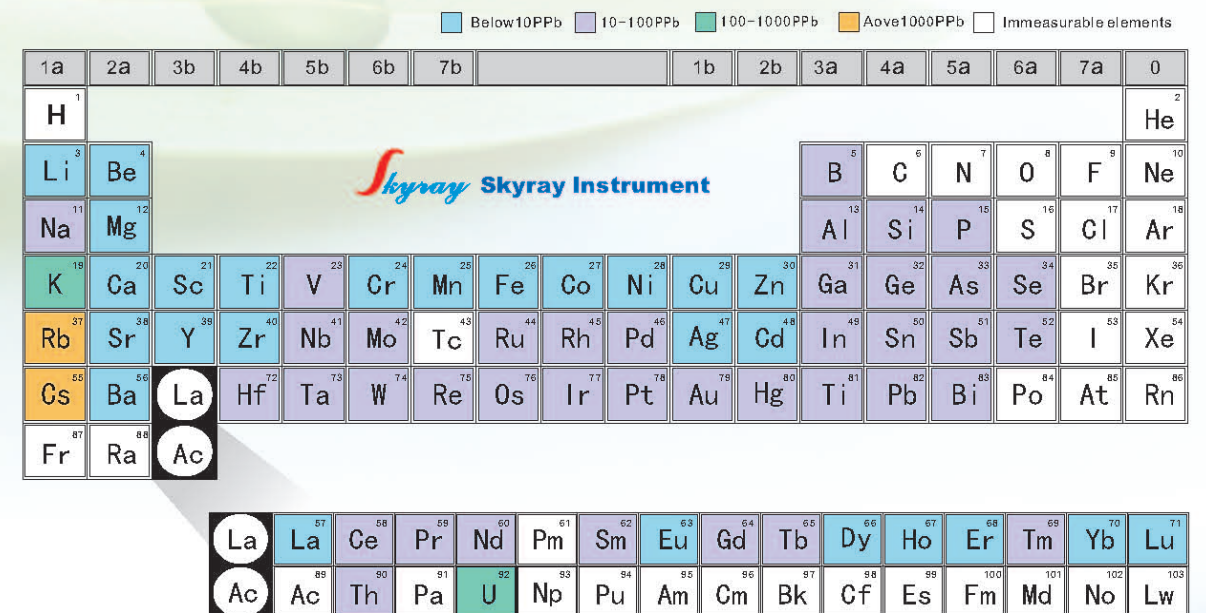 Below10PPb 10-100PPb 100-1000PPb Aove1000PPb Immeasurable elements
1a 2a 3b 4b 5b 6b 7b 1b 2b 3a 4a 5a 6a 7a 0
H 1 He 2
Li 3 Be 4 B 5 C 6 N 7 O 8 F 9 Ne 10
Skyray Skyray Instrument
Na 11 Mg 12 Al 13 Si 14 P 15 S 16 Cl 17 Ar 18
K 19 Ca 20 Sc 21 Ti 22 V 23 Cr 24 Mn 25 Fe 26 Co 27 Ni 28 Cu 29 Zn 30 Ga 31 Ge 32 As 33 Se 34 Br 35 Kr 36
Rb 37 Sr 38 Y 39 Zr 40 Nb 41 Mo 42 Tc 43 Ru 44 Rh 45 Pd 46 Ag 47 Cd 48 In 49 Sn 50 Sb 51 Te 52 I 53 Xe 54
Cs 55 Ba 56 La Hf 72 Ta 73 W 74 Re 75 Os 76 Ir 77 Pt 78 Au 79 Hg 80 Ti 81 Pb 82 Bi 83 Po 84 At 85 Rn 86
Fr 87 Ra 88 Ac
La La 57 Ce 58 Pr 59 Nd 60 Pm 61 Sm 62 Eu 63 Gd 64 Tb 65 Dy 66 Ho 67 Er 68 Tm 69 Yb 70 Lu 71
Ac Ac 89 Th 90 Pa 91 U 92 Np 93 Pu 94 Am 95 Cm 96 Bk 97 Cf 98 Es 99 Fm 100 Md 101 No 102 Lw 103